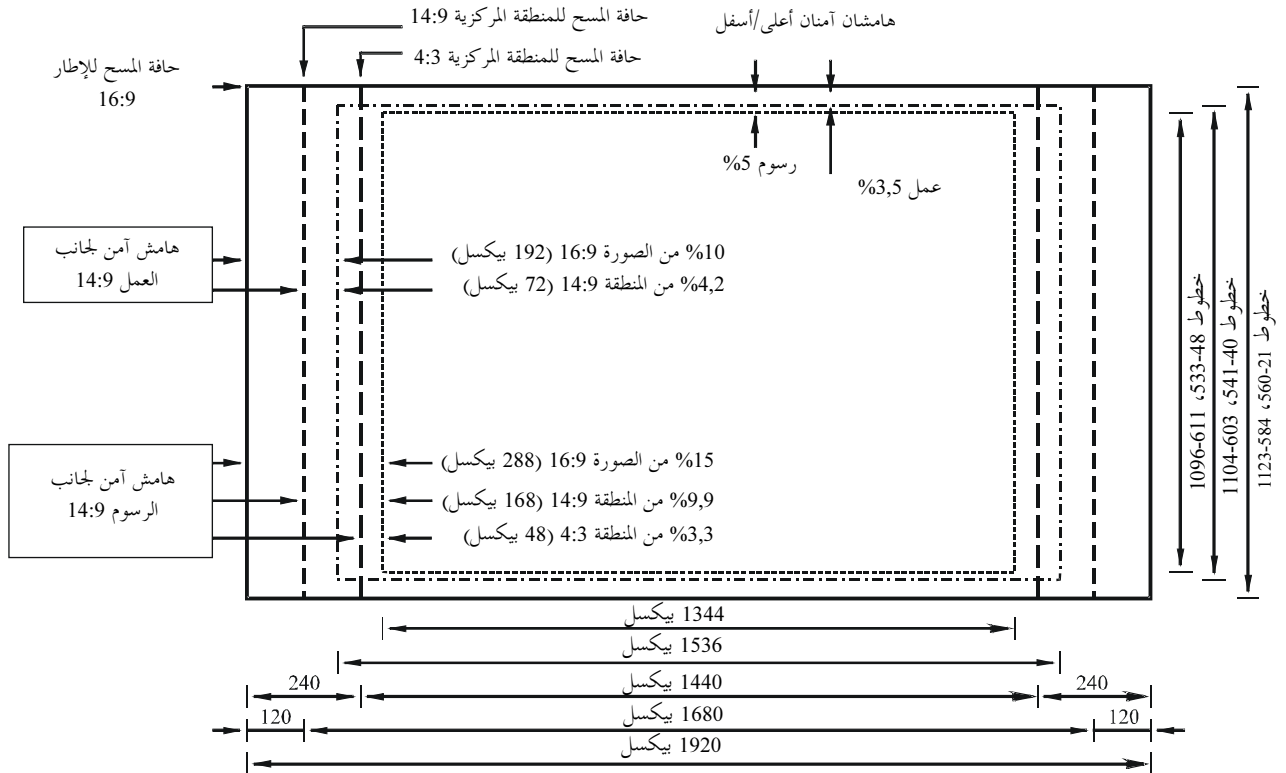 حافة المسح للمنطقة المركزية 14:9
هامشان آمنان أعلى/أسفل
حافة المسح للمنطقة المركزية 4:3
حافة المسح للإطار
16:9
رسوم 5%
عمل 3,5%
هامش آمن لجانب
العمل 14:9
10% من الصورة 16:9 (192 بيكسل)
4,2% من المنطقة 14:9 (72 بيكسل)
هامش آمن لجانب
الرسوم 14:9
15% من الصورة 16:9 (288 بيكسل)
9,9% من المنطقة 14:9 (168 بيكسل)
3,3% من المنطقة 4:3 (48 بيكسل)
خطوط 48-533، 611-1096
خطوط 40-541، 603-1104
خطوط 21-560، 584-1123
1344 بيكسل
1536 بيكسل
240
1440 بيكسل
240
120
1680 بيكسل
120
1920 بيكسل